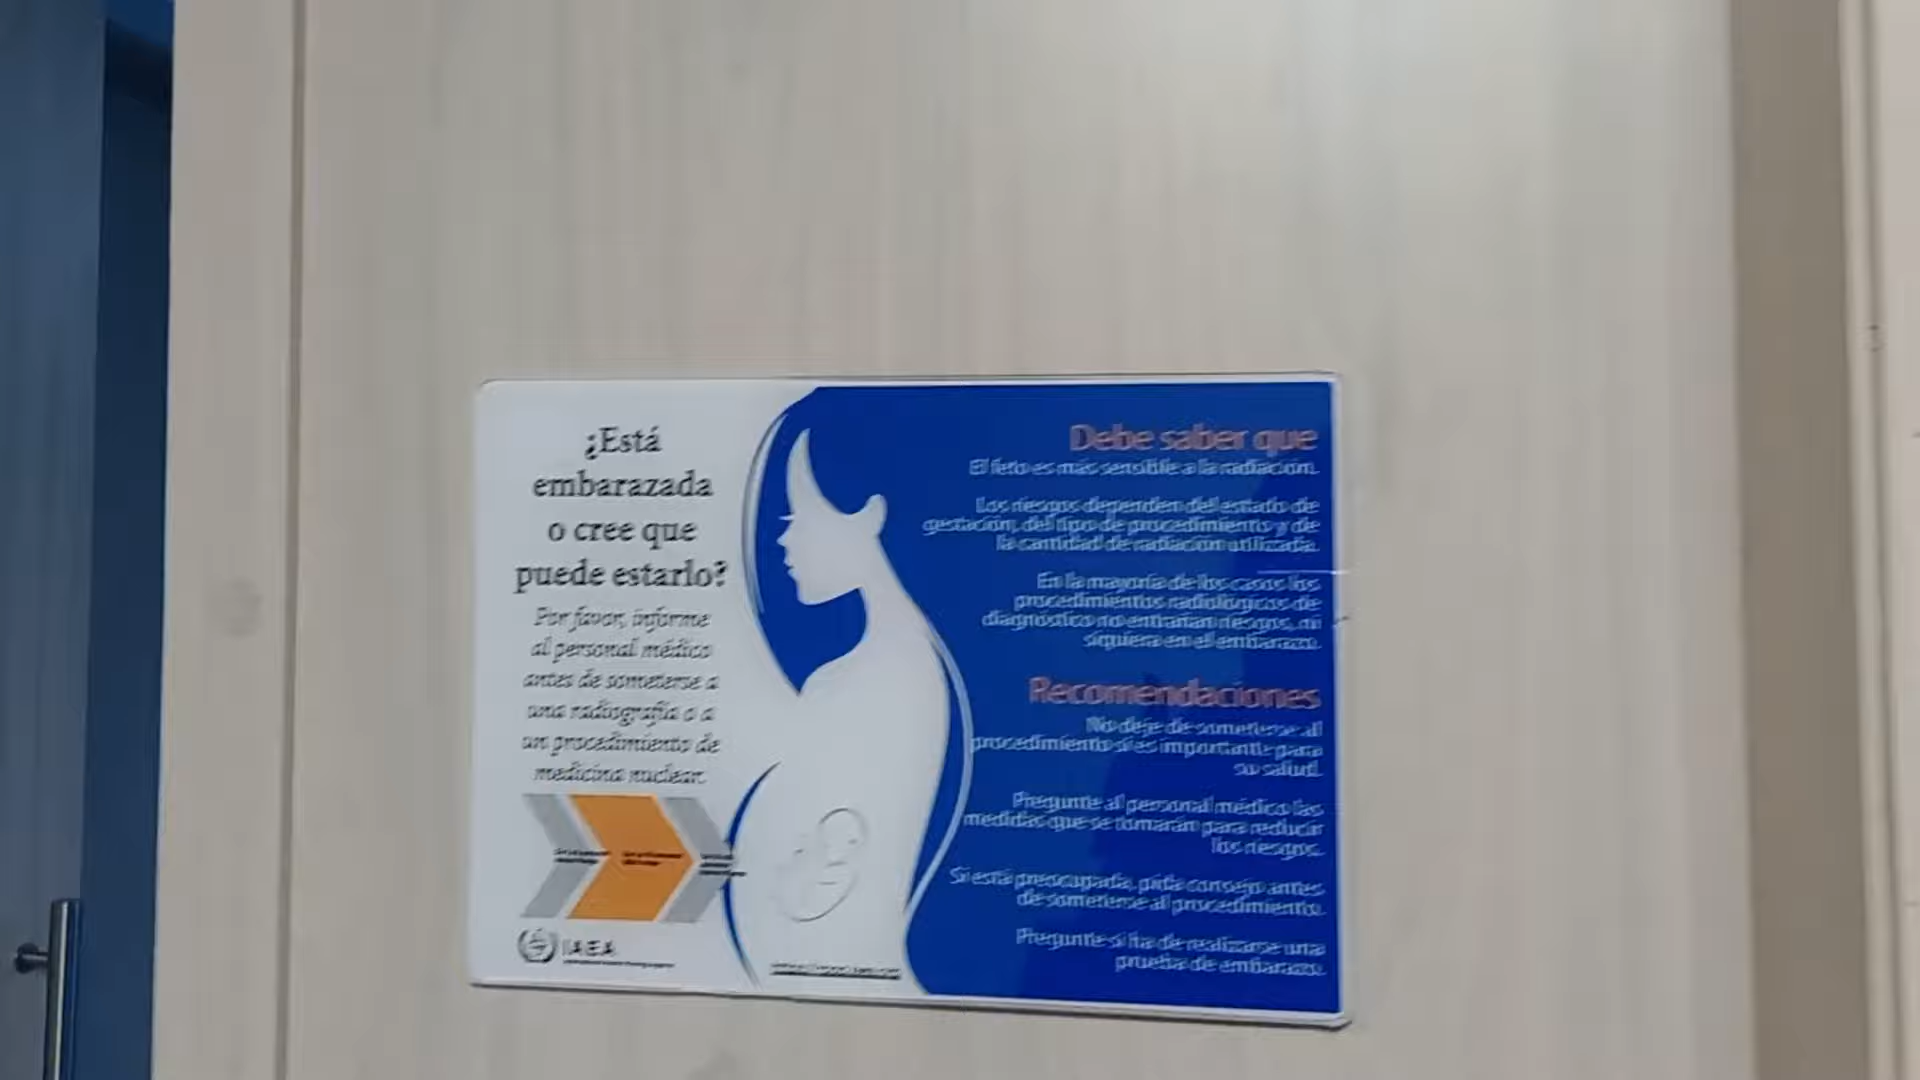 ¿Está
embarazada
o cree que
puede estarlo?
Por favor, informe
al personal médico
antes de someterse a
una radiografía o a
un procedimiento de
medicina nuclear.
IAEA
Debe saber que
El feto es más sensible a la radiación.
Los riesgos dependen del estado de
gestación, del tipo de procedimiento y de
la cantidad de radiación utilizada.
En la mayoría de los casos los
procedimientos radiológicos de
diagnóstico no entrañan riesgos, ni
siquiera en el embarazo.
Recomendaciones
No deje de someterse al
procedimiento si es importante para
su salud.
Pregunte al personal médico las
medidas que se tomarán para reducir
los riesgos.
Si está preocupada, pida consejo antes
de someterse al procedimiento.
Pregunte si ha de realizarse una
prueba de embarazo.